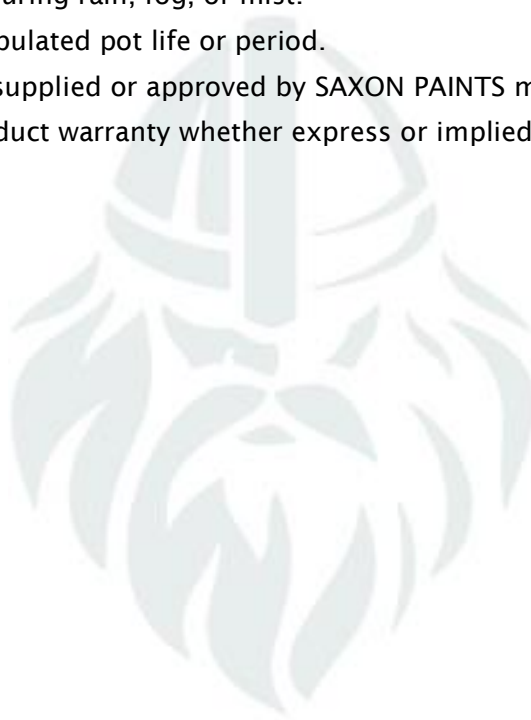 uring rain, fog, or mist.
pulated pot life or period.
supplied or approved by SAXON PAINTS m
duct warranty whether express or implied